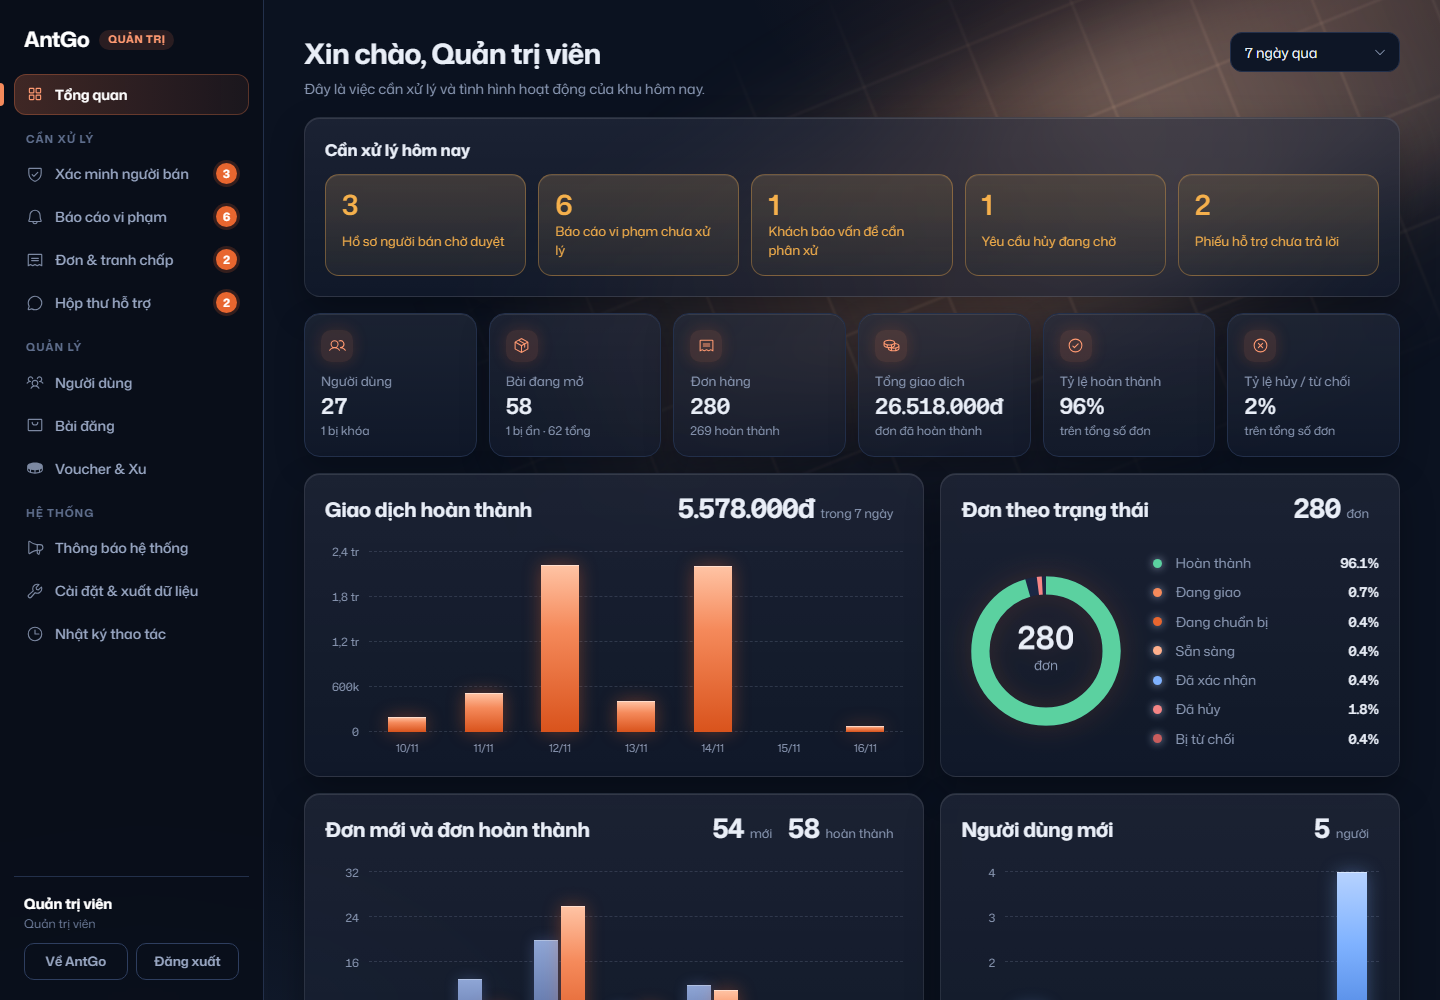 AntGo QUẢN TRỊ
Tổng quan
CẦN XỬ LÝ
Xác minh người bán 3
Báo cáo vi phạm 6
Đơn & tranh chấp 2
Hộp thư hỗ trợ 2
QUẢN LÝ
Người dùng
Bài đăng
Voucher & Xu
HỆ THỐNG
Thông báo hệ thống
Cài đặt & xuất dữ liệu
Nhật ký thao tác
Quản trị viên
Quản trị viên
Về AntGo
Đăng xuất
Xin chào, Quản trị viên
7 ngày qua
Đây là việc cần xử lý và tình hình hoạt động của khu hôm nay.
Cần xử lý hôm nay
3
Hồ sơ người bán chờ duyệt
6
Báo cáo vi phạm chưa xử
lý
1
Khách báo vấn đề cần
phân xử
1
Yêu cầu hủy đang chờ
2
Phiếu hỗ trợ chưa trả lời
Người dùng
27
1 bị khóa
Bài đang mở
58
1 bị ẩn · 62 tổng
Đơn hàng
280
269 hoàn thành
Tổng giao dịch
26.518.000đ
đơn đã hoàn thành
Tỷ lệ hoàn thành
96%
trên tổng số đơn
Tỷ lệ hủy / từ chối
2%
trên tổng số đơn
Giao dịch hoàn thành
5.578.000đ trong 7 ngày
2,4 tr
1,8 tr
1,2 tr
600k
0
10/11 11/11 12/11 13/11 14/11 15/11 16/11
Đơn theo trạng thái
280 đơn
280
đơn
Hoàn thành 96.1%
Đang giao 0.7%
Đang chuẩn bị 0.4%
Sẵn sàng 0.4%
Đã xác nhận 0.4%
Đã hủy 1.8%
Bị từ chối 0.4%
Đơn mới và đơn hoàn thành
54 mới 58 hoàn thành
32
24
16
Người dùng mới
5 người
4
3
2